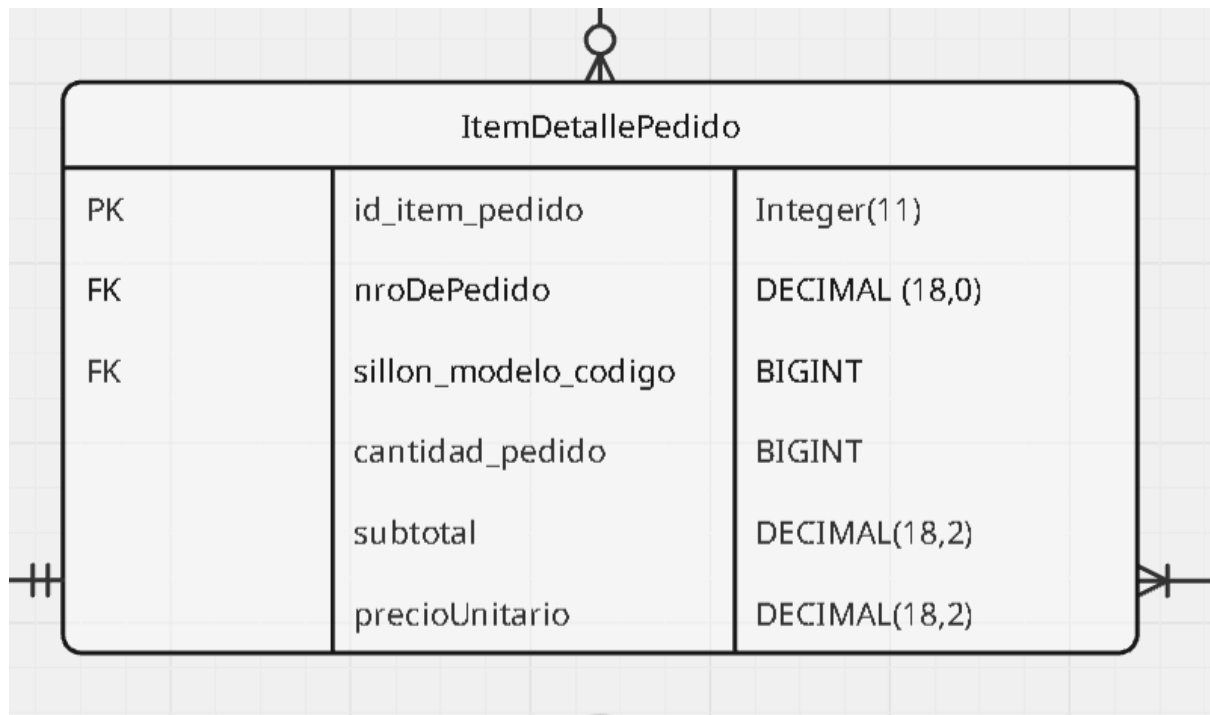 ItemDetallePedido
PK id_item_pedido Integer(11)
FK nroDePedido DECIMAL (18,0)
FK sillon_modelo_codigo BIGINT
cantidad_pedido BIGINT
subtotal DECIMAL(18,2)
precioUnitario DECIMAL(18,2)